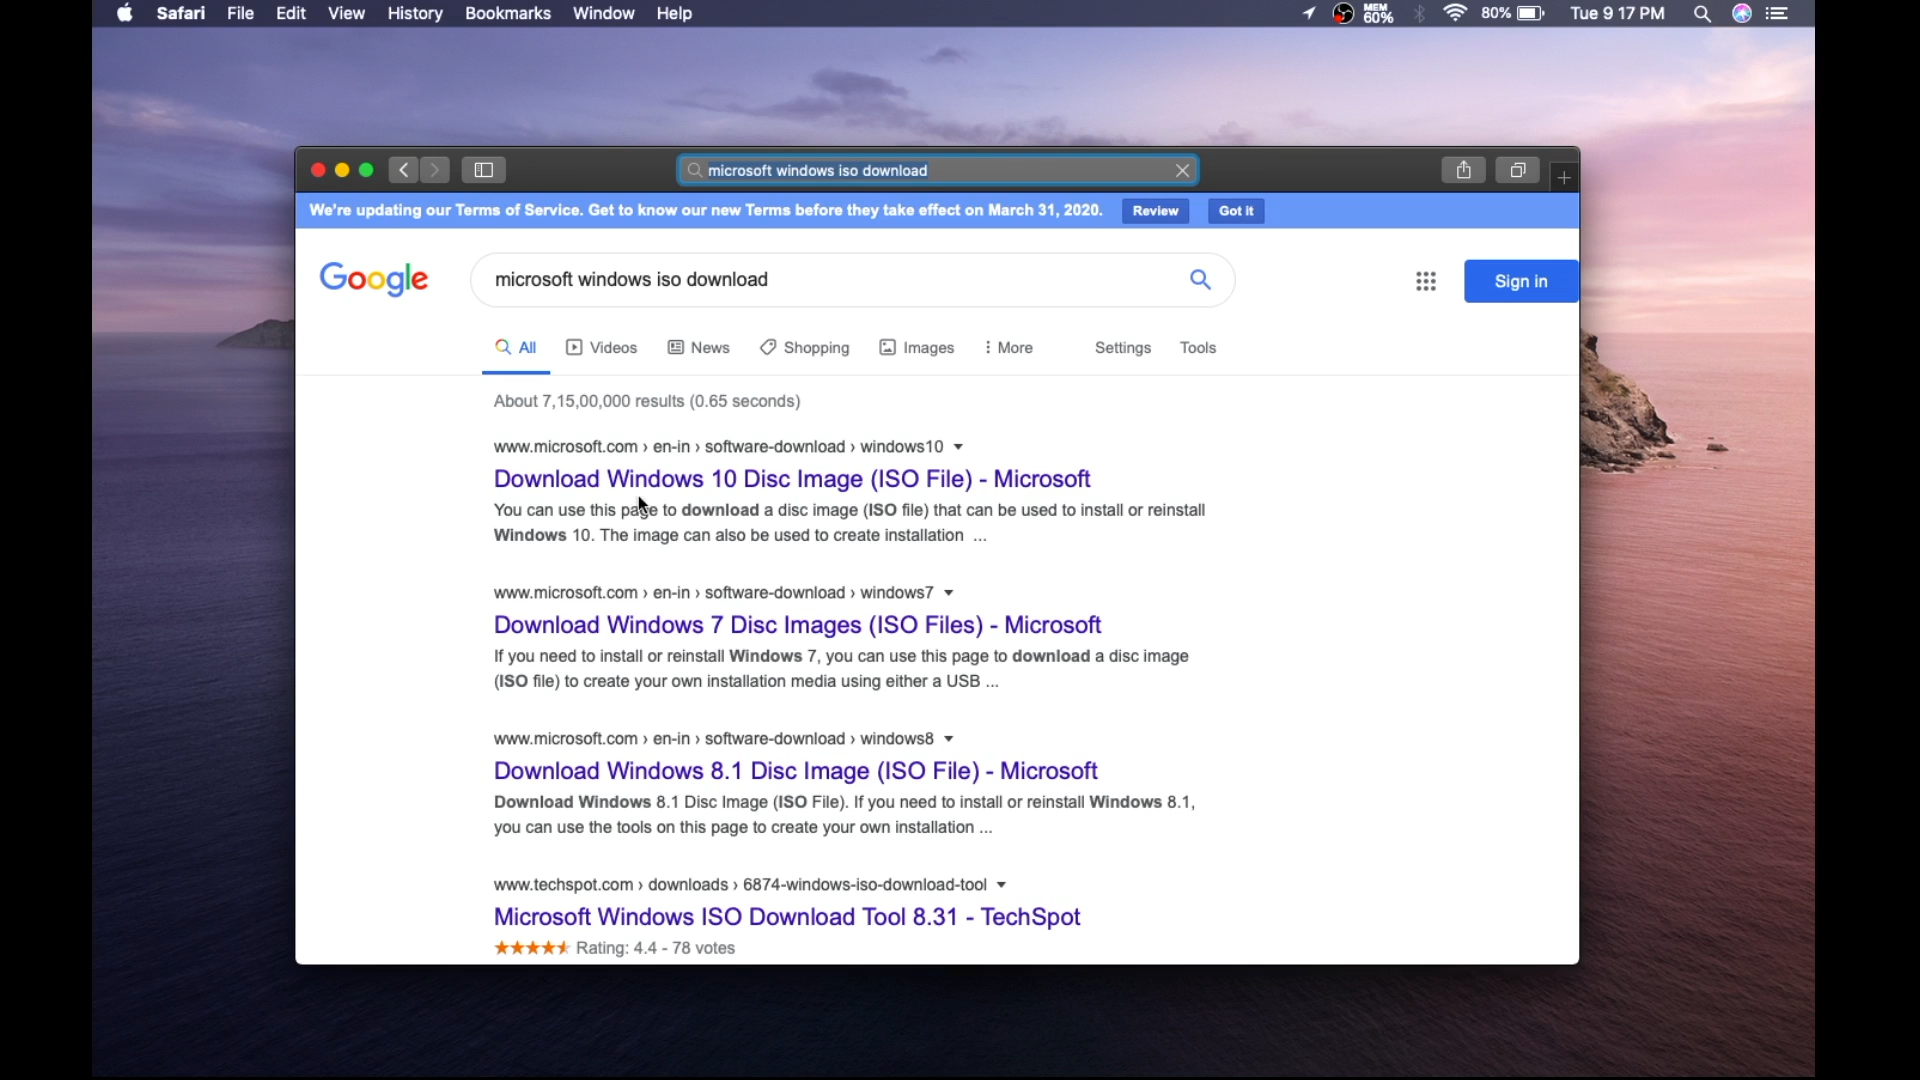 Safari File Edit View History Bookmarks Window Help MEM 60% 80% Tue 9 17 PM
microsoft windows iso download
We're updating our Terms of Service. Get to know our new Terms before they take effect on March 31, 2020. Review Got it
Google microsoft windows iso download Sign in
All Videos News Shopping Images More Settings Tools
About 7,15,00,000 results (0.65 seconds)
www.microsoft.com › en-in › software-download › windows10
Download Windows 10 Disc Image (ISO File) - Microsoft
You can use this page to download a disc image (ISO file) that can be used to install or reinstall
Windows 10. The image can also be used to create installation ...
www.microsoft.com › en-in › software-download › windows7
Download Windows 7 Disc Images (ISO Files) - Microsoft
If you need to install or reinstall Windows 7, you can use this page to download a disc image
(ISO file) to create your own installation media using either a USB ...
www.microsoft.com › en-in › software-download › windows8
Download Windows 8.1 Disc Image (ISO File) - Microsoft
Download Windows 8.1 Disc Image (ISO File). If you need to install or reinstall Windows 8.1,
you can use the tools on this page to create your own installation ...
www.techspot.com › downloads › 6874-windows-iso-download-tool
Microsoft Windows ISO Download Tool 8.31 - TechSpot
Rating: 4.4 - 78 votes